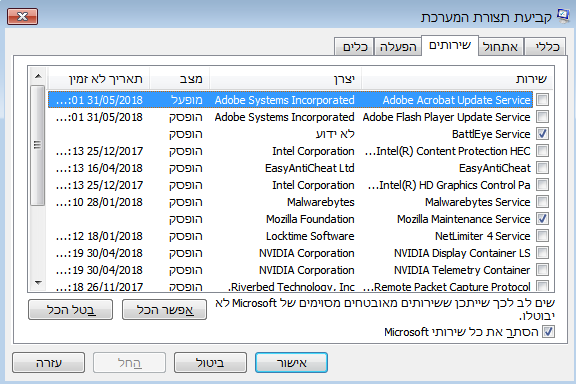 קביעת תצורת המערכת
כללי אתחול שירותים הפעלה כלים
שירות יצרן מצב תאריך לא זמין
Adobe Acrobat Update Service Adobe Systems Incorporated מופעל 31/05/2018 01:...
Adobe Flash Player Update Service Adobe Systems Incorporated הופסק 31/05/2018 01:...
BattlEye Service לא ידוע הופסק
Intel(R) Content Protection HEC... Intel Corporation הופסק 25/12/2017 13:...
EasyAntiCheat EasyAntiCheat Ltd הופסק 16/04/2018 13:...
Intel(R) HD Graphics Control Pa... Intel Corporation הופסק 25/12/2017 13:...
Malwarebytes Service Malwarebytes הופסק 28/01/2018 10:...
Mozilla Maintenance Service Mozilla Foundation הופסק
NetLimiter 4 Service Locktime Software הופסק 18/01/2018 12:...
NVIDIA Display Container LS NVIDIA Corporation הופסק 30/04/2018 19:...
NVIDIA Telemetry Container NVIDIA Corporation הופסק 30/04/2018 19:...
Remote Packet Capture Protocol... Riverbed Technology, Inc. הופסק 26/11/2017 18:...
שים לב לכך שייתכן ששירותים מאובטחים מסוימים של Microsoft לא
יבוטלו.
אפשר הכל בטל הכל
הסתר את כל שירותי Microsoft
אישור ביטול החל עזרה